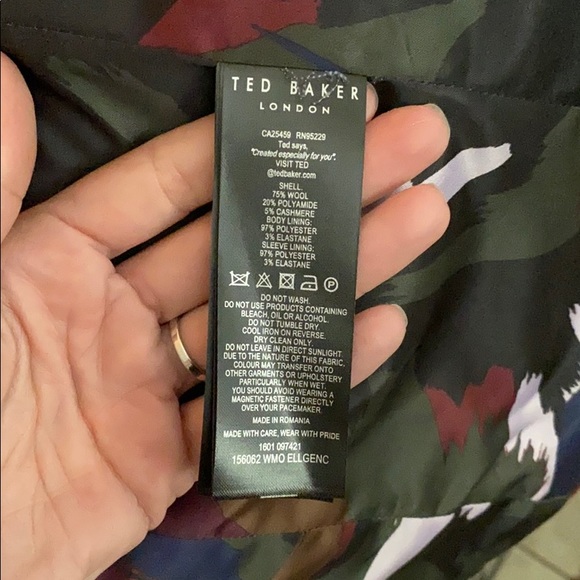 TED BAKER
LONDON
CA25459 RN95229
Ted says,
"Created especially for you".
VISIT TED
@tedbaker.com
SHELL:
75% WOOL
20% POLYAMIDE
5% CASHMERE
BODY LINING:
97% POLYESTER
3% ELASTANE
SLEEVE LINING:
97% POLYESTER
3% ELASTANE
P
DO NOT WASH.
DO NOT USE PRODUCTS CONTAINING
BLEACH, OIL OR ALCOHOL.
DO NOT TUMBLE DRY.
COOL IRON ON REVERSE.
DRY CLEAN ONLY.
DO NOT LEAVE IN DIRECT SUNLIGHT.
DUE TO THE NATURE OF THIS FABRIC,
COLOUR MAY TRANSFER ONTO
OTHER GARMENTS OR UPHOLSTERY
PARTICULARLY WHEN WET.
YOU SHOULD AVOID WEARING A
MAGNETIC FASTENER DIRECTLY
OVER YOUR PACEMAKER.
MADE IN ROMANIA
MADE WITH CARE, WEAR WITH PRIDE
1601 097421
156062 WMO ELLGENC